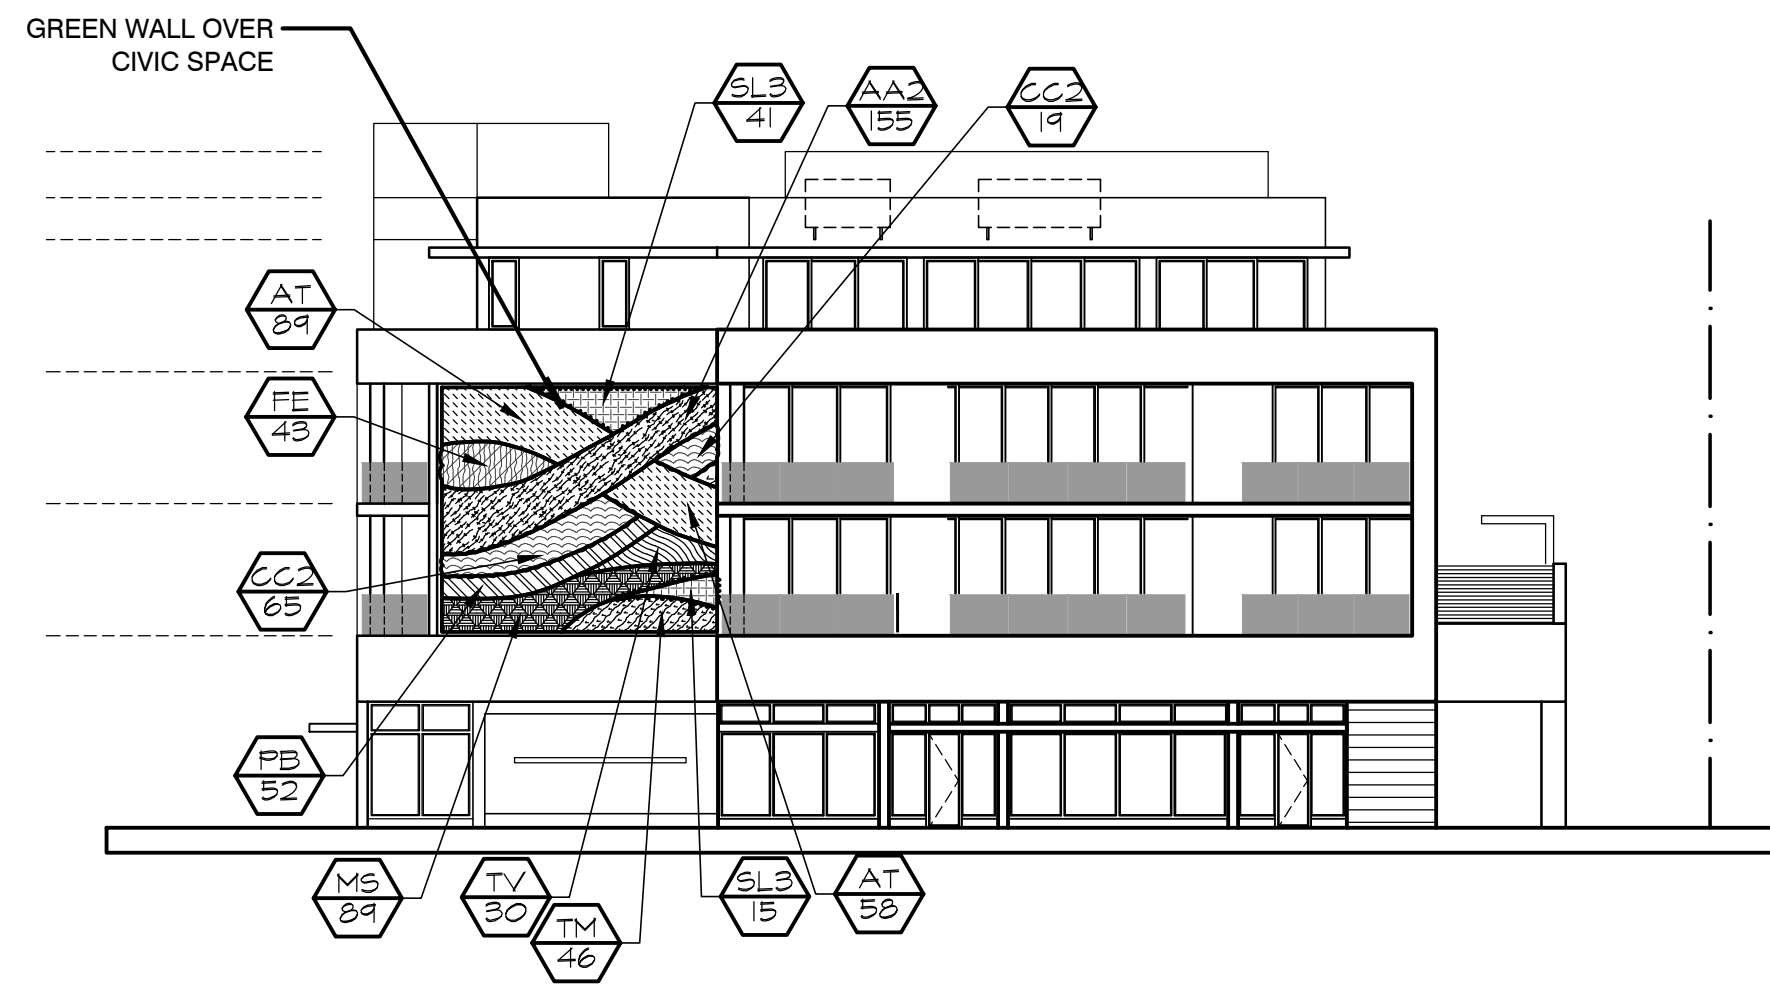 GREEN WALL OVER
CIVIC SPACE
SL3
41
AA2
155
CC2
19
AT
89
FE
43
CC2
65
PB
52
MS
89
TV
30
TM
46
SL3
15
AT
58